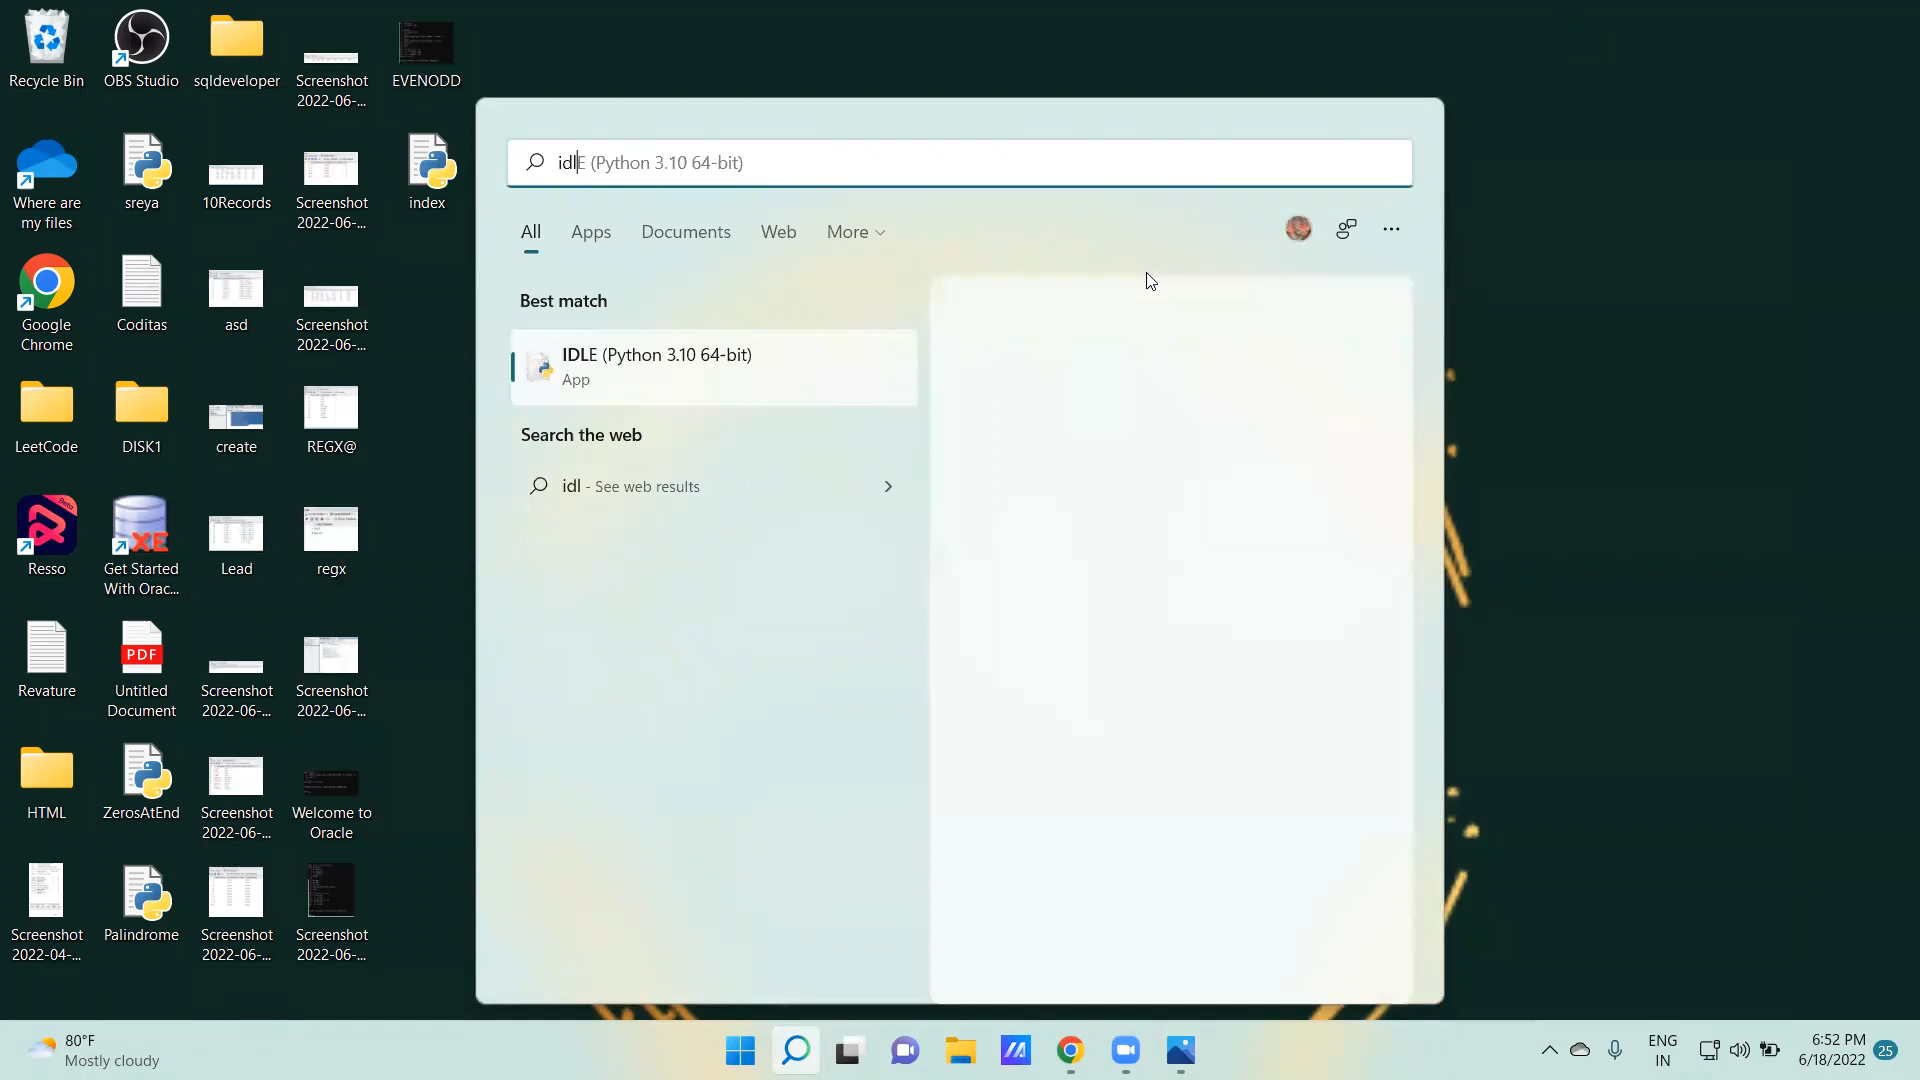 Recycle Bin
OBS Studio
sqldeveloper
Screenshot
2022-06-...
EVENODD
Where are
my files
sreya
10Records
Screenshot
2022-06-...
index
Google
Chrome
Coditas
asd
Screenshot
2022-06-...
LeetCode
DISK1
create
REGX@
Beta
Resso
XE
Get Started
With Orac...
Lead
regx
Revature
PDF
Untitled
Document
Screenshot
2022-06-...
Screenshot
2022-06-...
HTML
ZerosAtEnd
Screenshot
2022-06-...
Welcome to
Oracle
Screenshot
2022-04-...
Palindrome
Screenshot
2022-06-...
Screenshot
2022-06-...
idlE (Python 3.10 64-bit)
All Apps Documents Web More
Best match
IDLE (Python 3.10 64-bit)
App
Search the web
idl - See web results
80°F
Mostly cloudy
ENG
IN
6:52 PM
6/18/2022
25